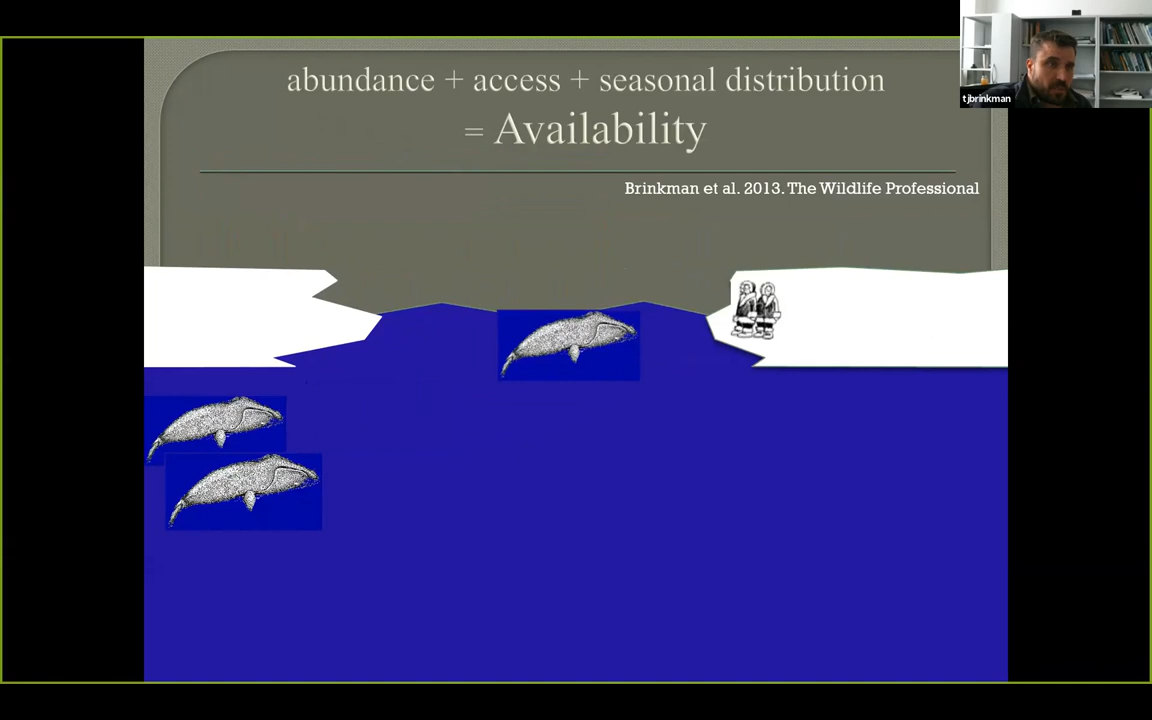 abundance + access + seasonal distribution
= Availability
Brinkman et al. 2013. The Wildlife Professional
tjbrinkman